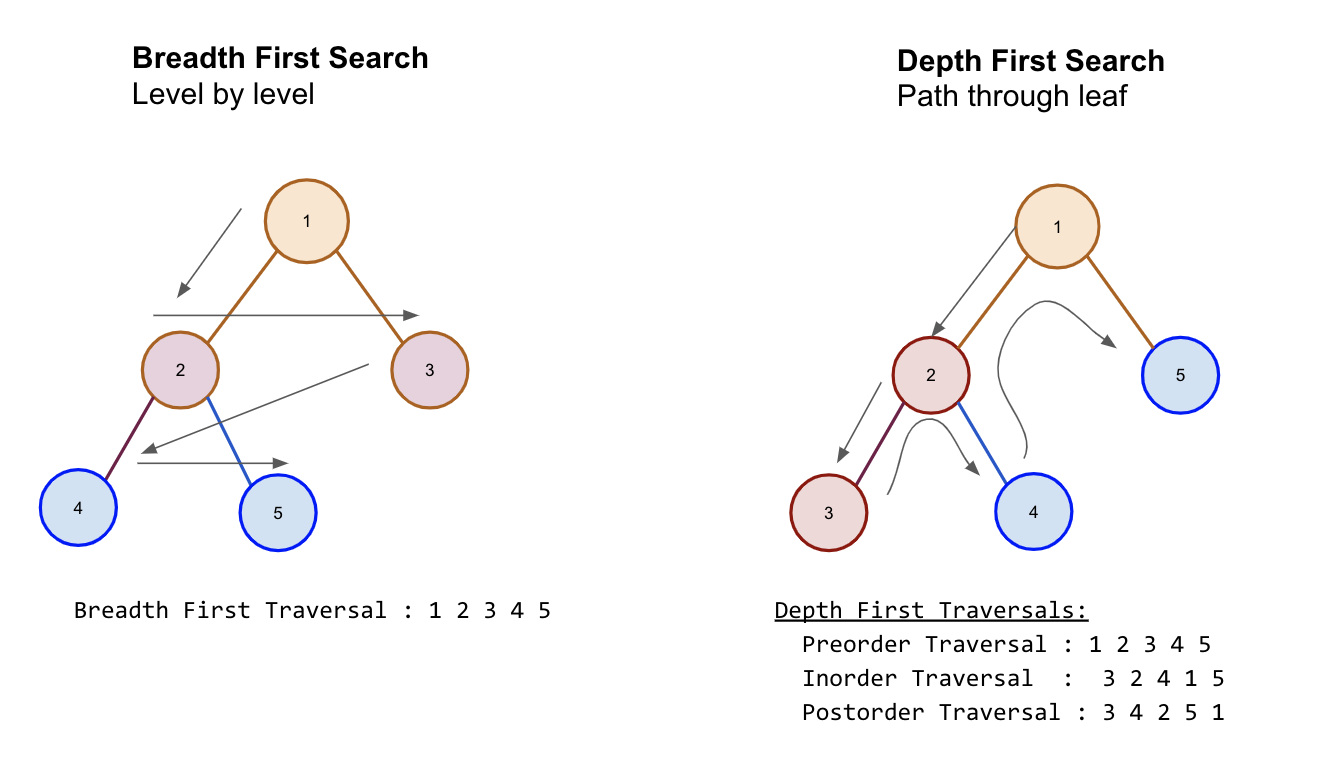 Breadth First Search
Level by level
1
2
3
4
5
Breadth First Traversal : 1 2 3 4 5
Depth First Search
Path through leaf
1
2
5
3
4
Depth First Traversals:
Preorder Traversal : 1 2 3 4 5
Inorder Traversal  :  3 2 4 1 5
Postorder Traversal : 3 4 2 5 1